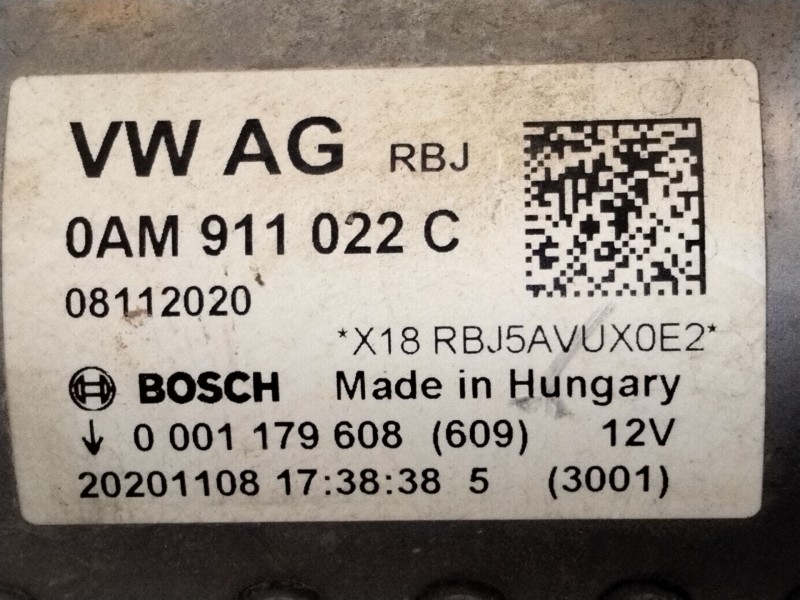 VW AG RBJ
0AM 911 022 C
08112020
*X18 RBJ5AVUX0E2*
BOSCH Made in Hungary
↓ 0 001 179 608 (609) 12V
20201108 17:38:38 5 (3001)